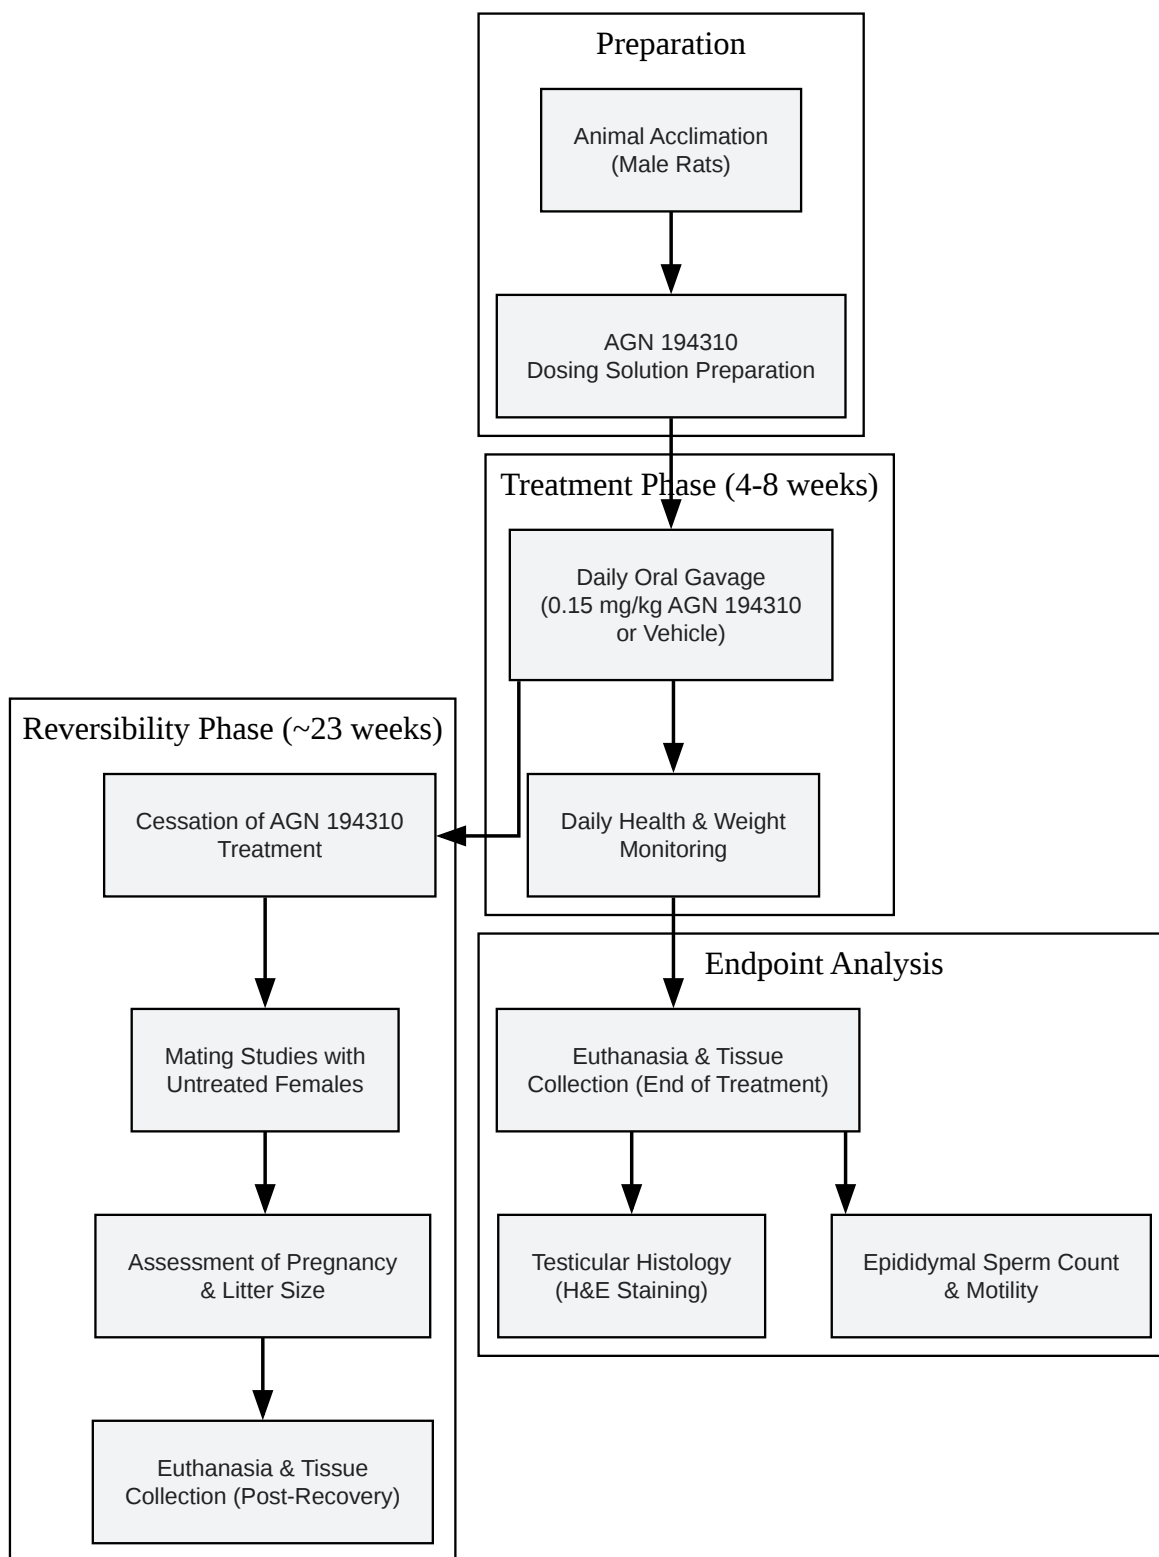 Preparation
Animal Acclimation
(Male Rats)
AGN 194310
Dosing Solution Preparation
Treatment Phase (4-8 weeks)
Daily Oral Gavage
(0.15 mg/kg AGN 194310
or Vehicle)
Daily Health & Weight
Monitoring
Reversibility Phase (~23 weeks)
Cessation of AGN 194310
Treatment
Mating Studies with
Untreated Females
Assessment of Pregnancy
& Litter Size
Euthanasia & Tissue
Collection (Post-Recovery)
Endpoint Analysis
Euthanasia & Tissue
Collection (End of Treatment)
Testicular Histology
(H&E Staining)
Epididymal Sperm Count
& Motility